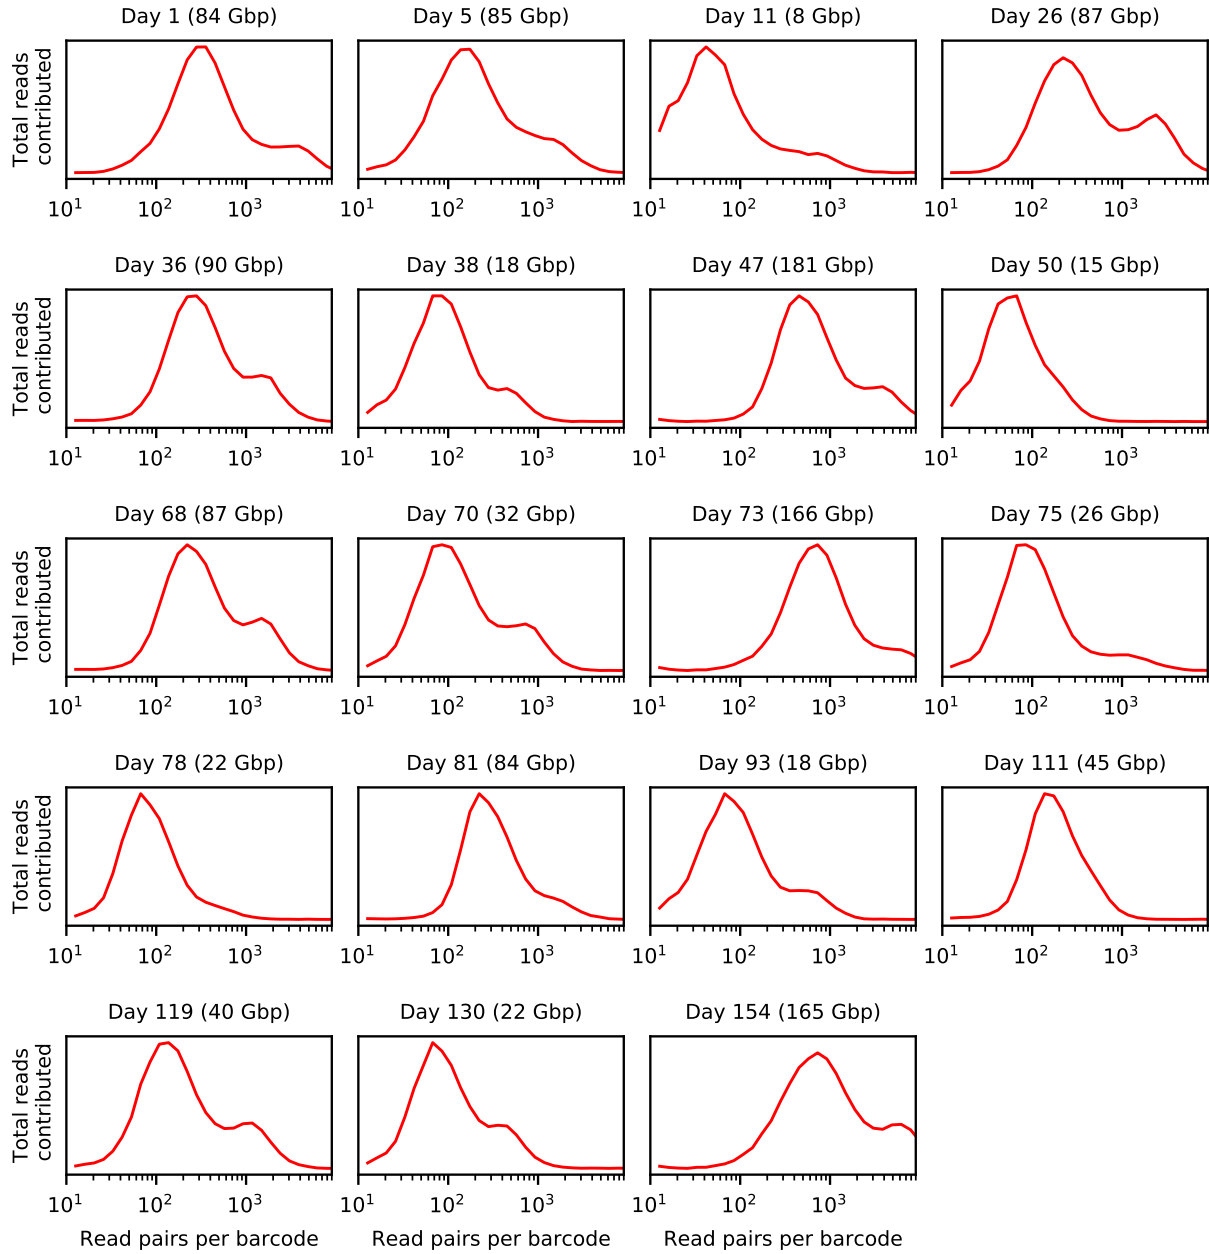 Day 1 (84 Gbp)
Day 5 (85 Gbp)
Day 11 (8 Gbp)
Day 26 (87 Gbp)
Total reads
contributed
10¹ 10² 10³
10¹ 10² 10³
10¹ 10² 10³
10¹ 10² 10³
Day 36 (90 Gbp)
Day 38 (18 Gbp)
Day 47 (181 Gbp)
Day 50 (15 Gbp)
Total reads
contributed
10¹ 10² 10³
10¹ 10² 10³
10¹ 10² 10³
10¹ 10² 10³
Day 68 (87 Gbp)
Day 70 (32 Gbp)
Day 73 (166 Gbp)
Day 75 (26 Gbp)
Total reads
contributed
10¹ 10² 10³
10¹ 10² 10³
10¹ 10² 10³
10¹ 10² 10³
Day 78 (22 Gbp)
Day 81 (84 Gbp)
Day 93 (18 Gbp)
Day 111 (45 Gbp)
Total reads
contributed
10¹ 10² 10³
10¹ 10² 10³
10¹ 10² 10³
10¹ 10² 10³
Day 119 (40 Gbp)
Day 130 (22 Gbp)
Day 154 (165 Gbp)
Total reads
contributed
10¹ 10² 10³
10¹ 10² 10³
10¹ 10² 10³
Read pairs per barcode
Read pairs per barcode
Read pairs per barcode